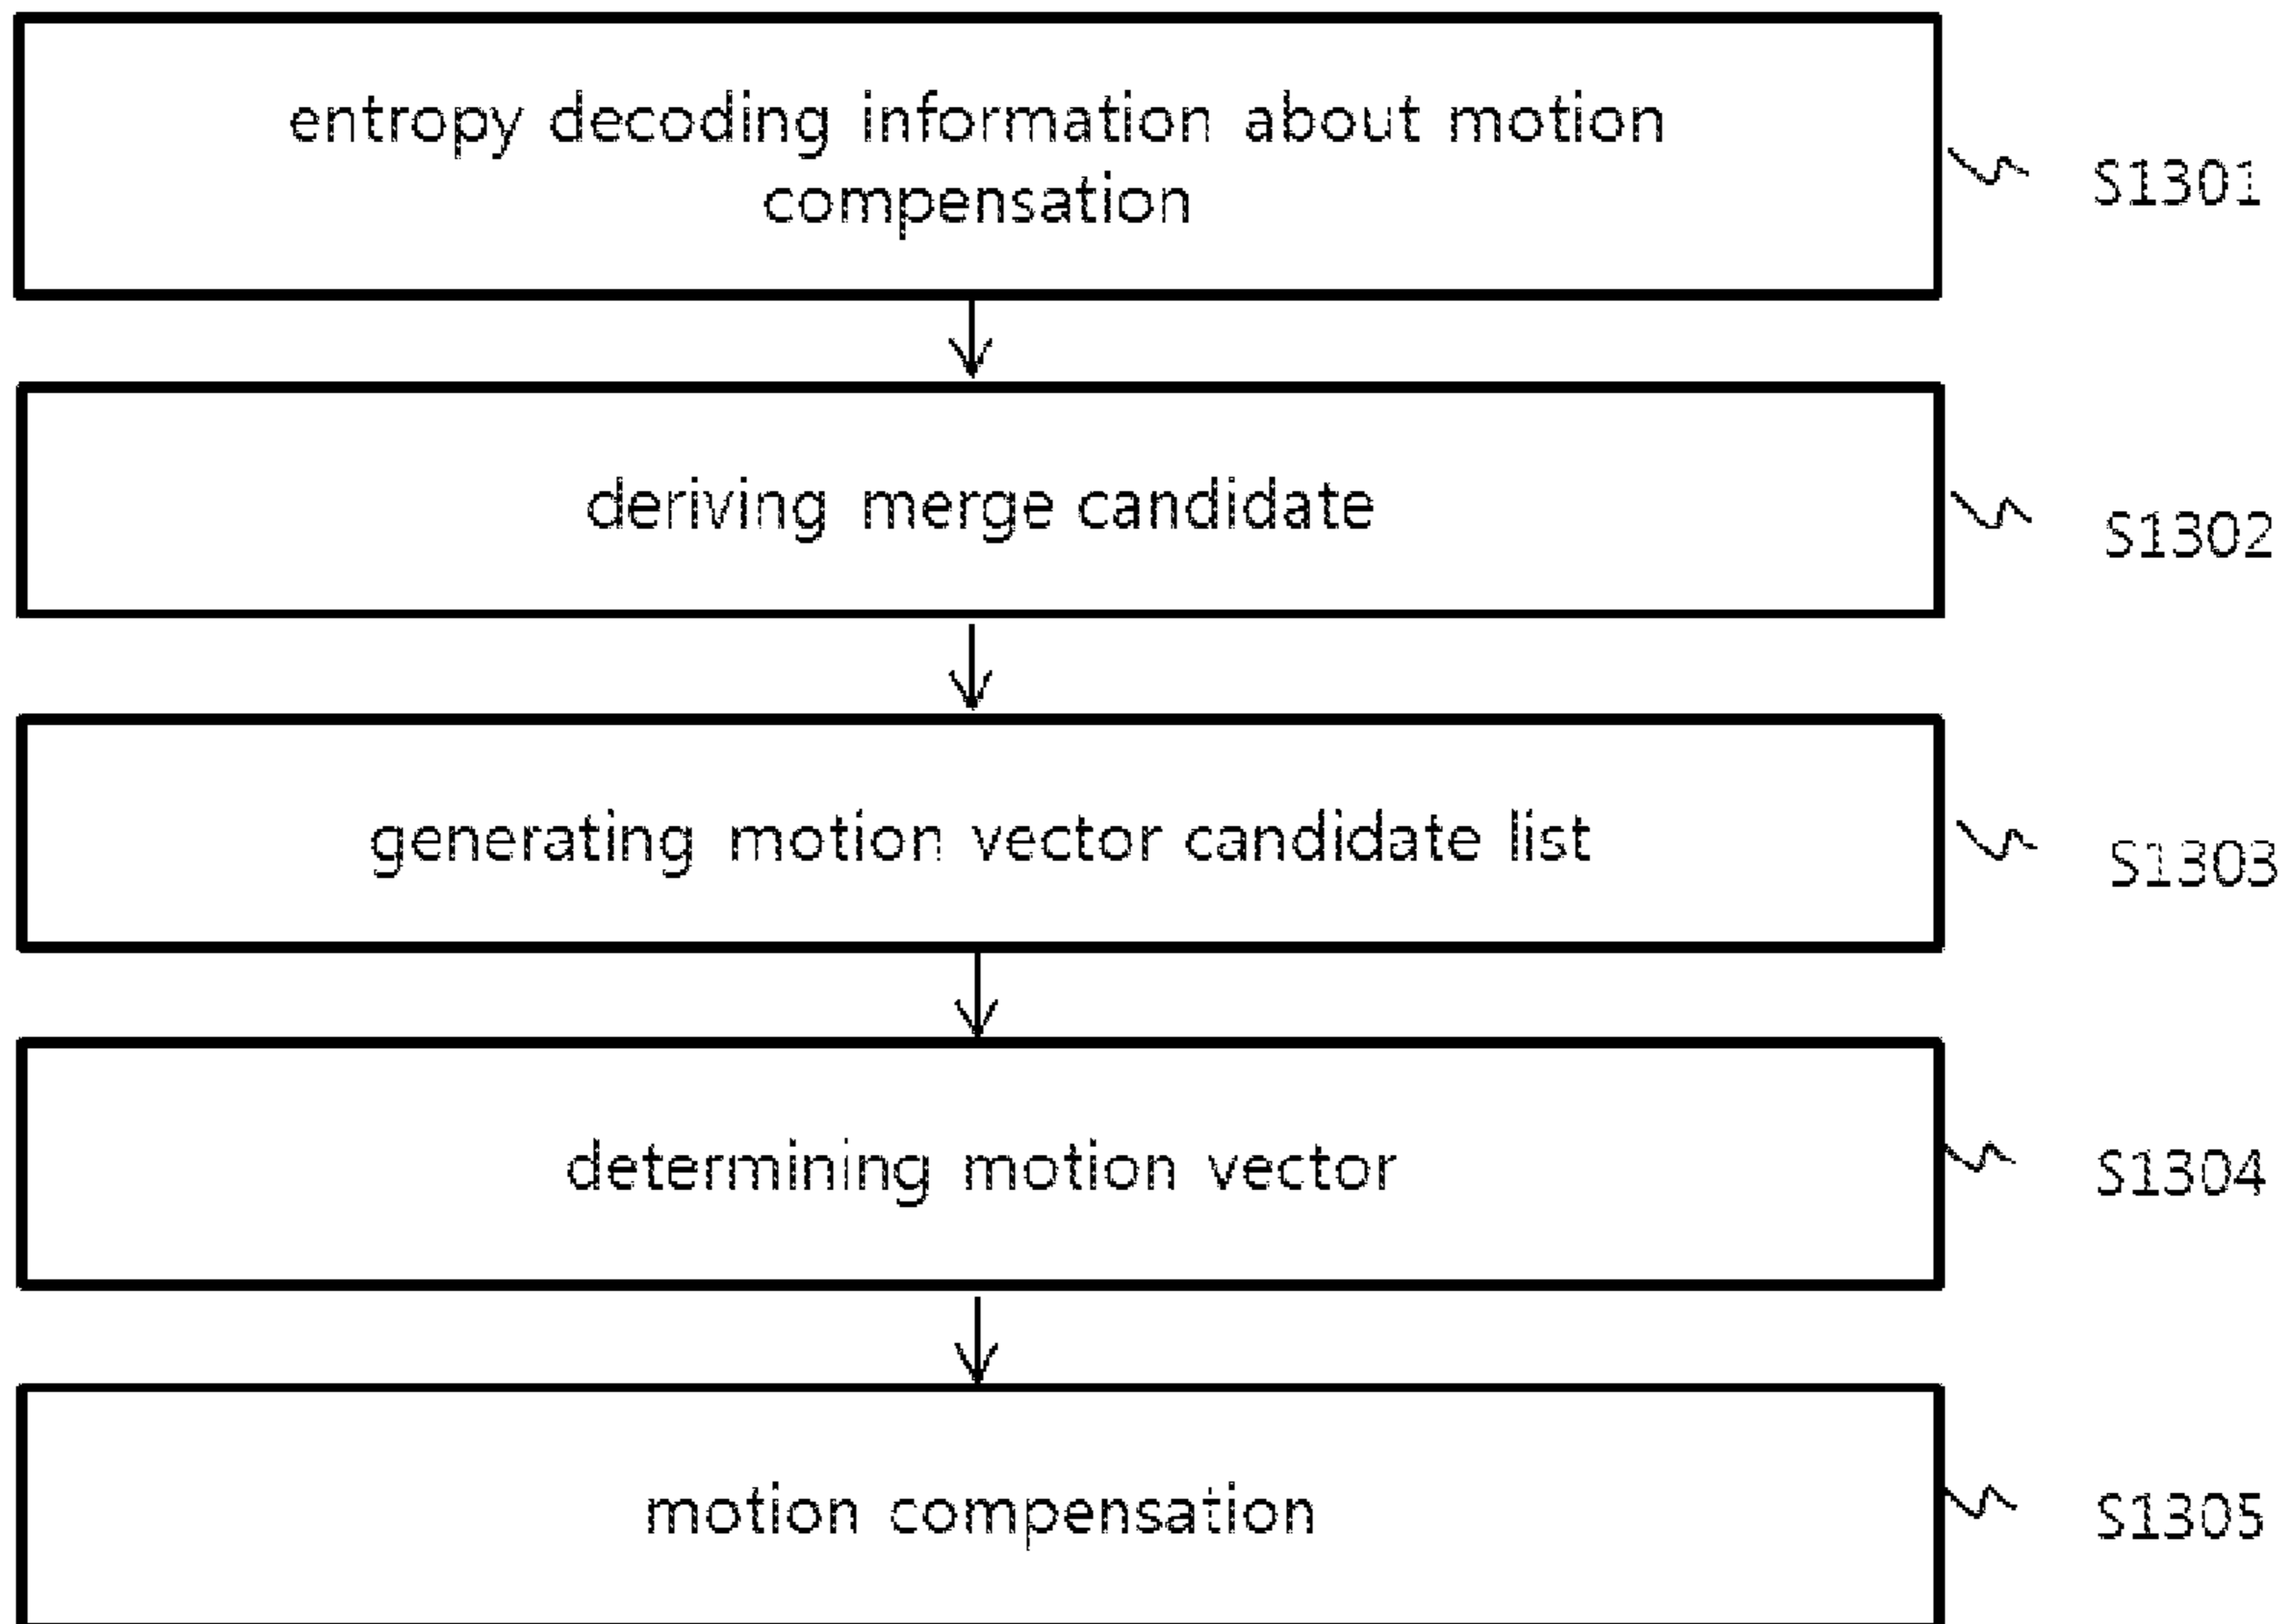 entropy decoding information about motion
compensation
S1301
deriving merge candidate
S1302
generating motion vector candidate list
S1303
determining motion vector
S1304
motion compensation
S1305